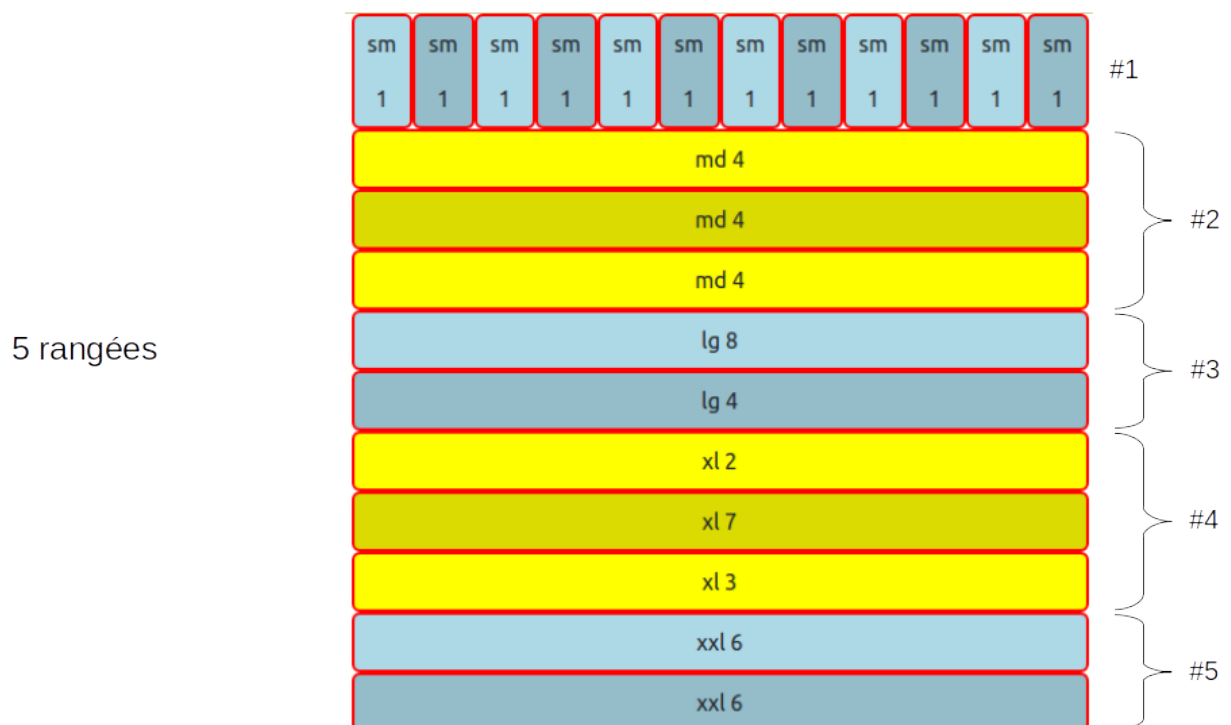 sm sm sm sm sm sm sm sm sm sm sm sm
1 1 1 1 1 1 1 1 1 1 1 1
#1
md 4
md 4
#2
md 4
lg 8
5 rangées
#3
lg 4
xl 2
xl 7
#4
xl 3
xxl 6
#5
xxl 6